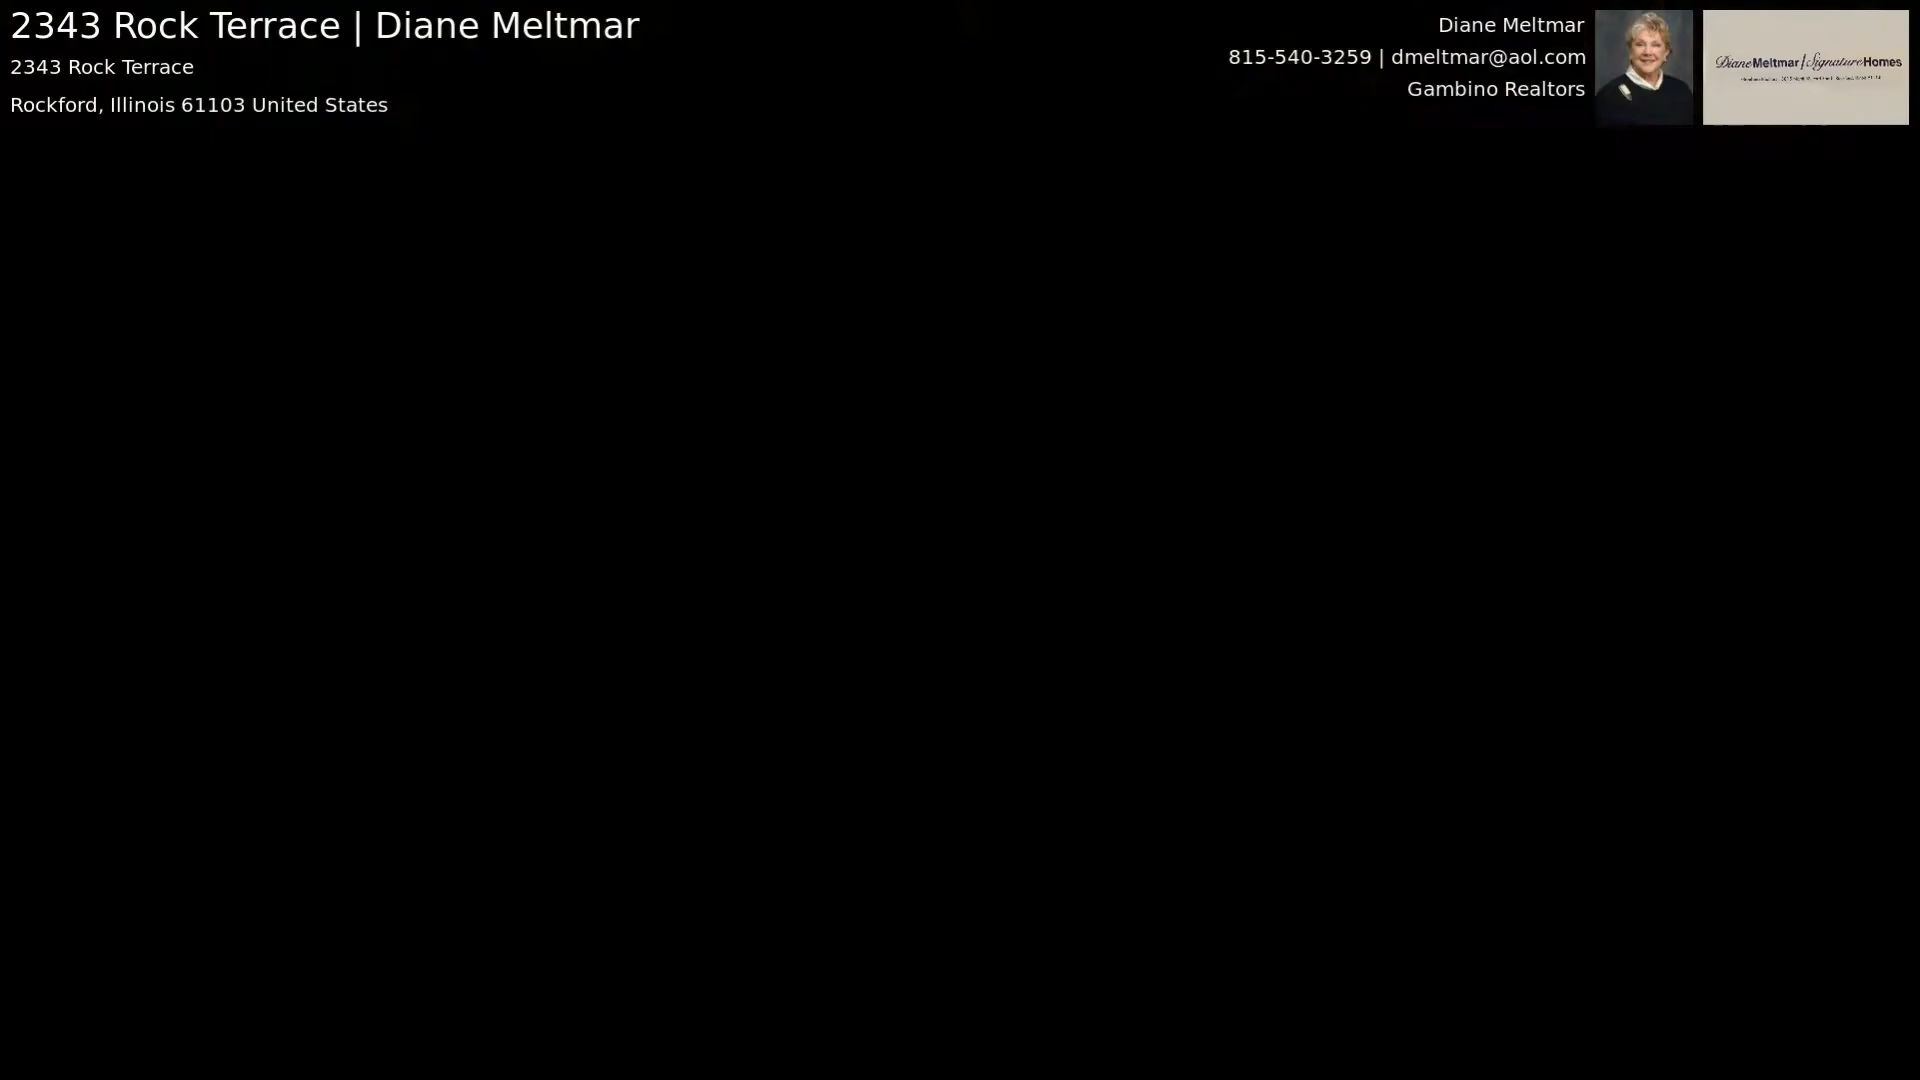 2343 Rock Terrace | Diane Meltmar
2343 Rock Terrace
Rockford, Illinois 61103 United States
Diane Meltmar
815-540-3259 | dmeltmar@aol.com
Gambino Realtors
DianeMeltmar/SignatureHomes